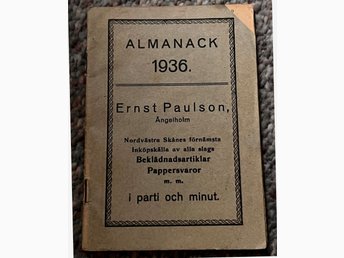 ALMANACK
1936.
Ernst Paulson,
Ängelholm
Nordvästra Skånes förnämsta
Inköpskälla av alla slags
Beklädnadsartiklar
Pappersvaror
m. m.
i parti och minut.